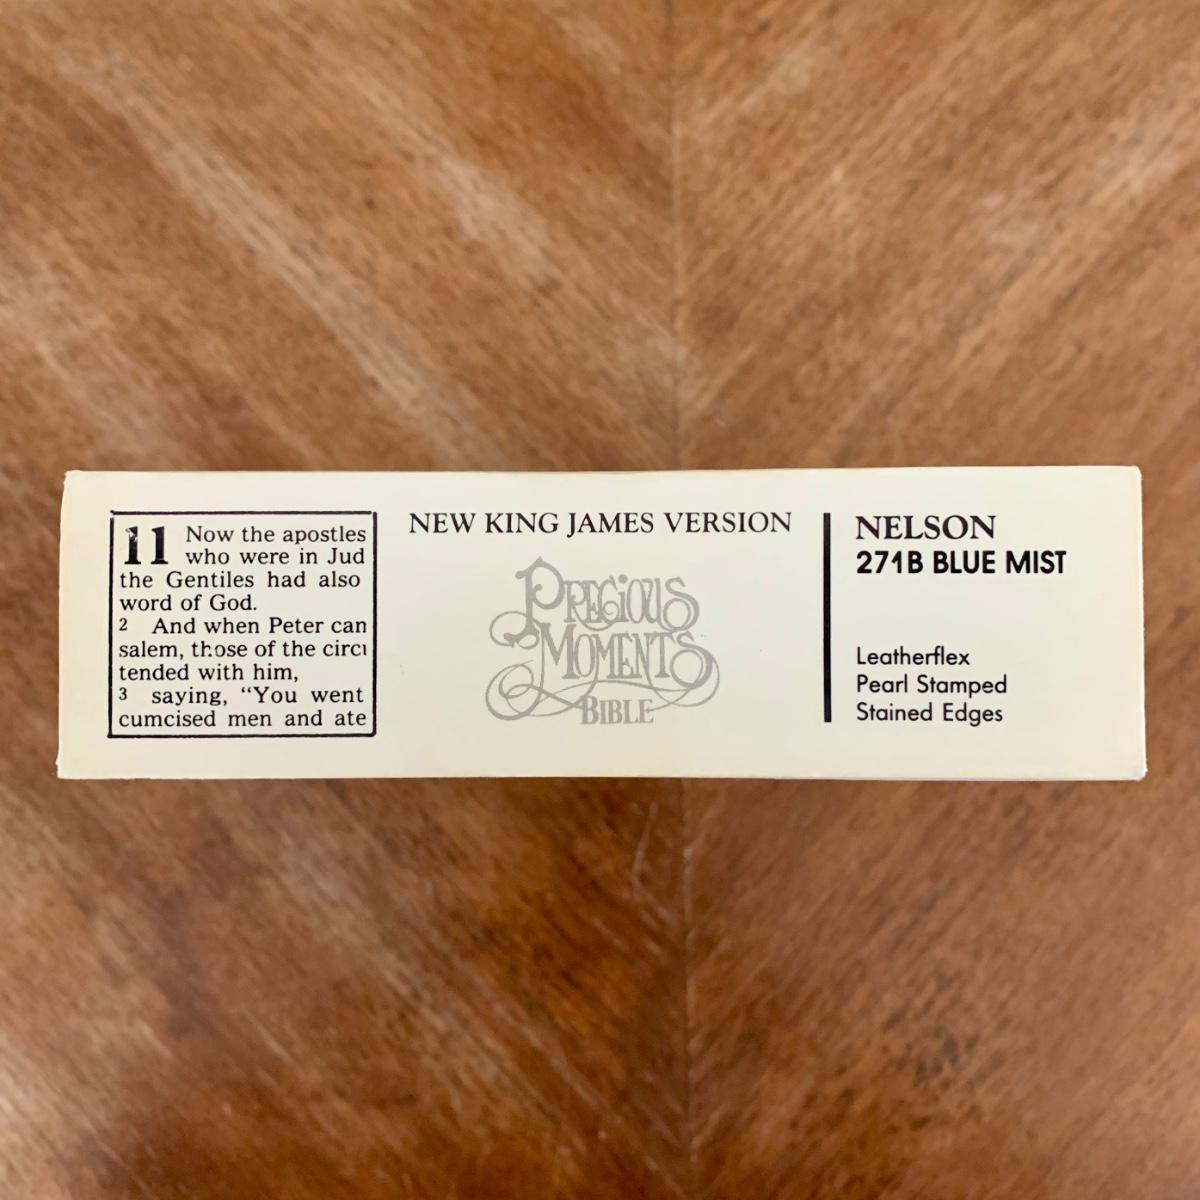 11 Now the apostles
who were in Jud
the Gentiles had also
word of God.
2 And when Peter can
salem, those of the circu
tended with him,
3 saying, “You went
cumcised men and ate
NEW KING JAMES VERSION
PRECIOUS
MOMENTS
BIBLE
NELSON
271B BLUE MIST
Leatherflex
Pearl Stamped
Stained Edges